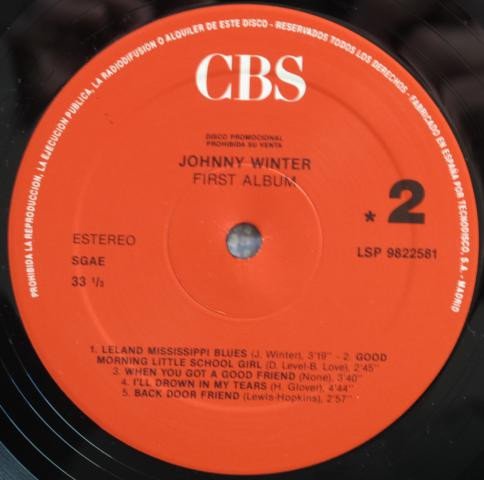 PROHIBIDA LA REPRODUCCION, LA EJECUCION PUBLICA, LA RADIODIFUSION O ALQUILER DE ESTE DISCO - RESERVADOS TODOS LOS DERECHOS - FABRICADO EN ESPAÑA POR TECNODISCO, S.A. - MADRID
CBS
DISCO PROMOCIONAL
PROHIBIDA SU VENTA
JOHNNY WINTER
FIRST ALBUM
* 2
ESTEREO
LSP 9822581
SGAE
33 1/3
1. LELAND MISSISSIPPI BLUES (J. Winter), 3'19" - 2. GOOD
MORNING LITTLE SCHOOL GIRL (D. Level-B. Love), 2'45"
3. WHEN YOU GOT A GOOD FRIEND (None), 3'40"
4. I'LL DROWN IN MY TEARS (H. Glover), 4'44"
5. BACK DOOR FRIEND (Lewis-Hopkins), 2'57"